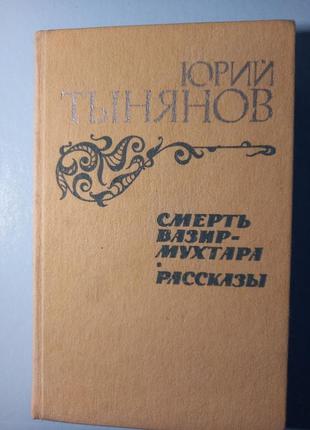 ЮРИЙ
ТЫНЯНОВ
СМЕРТЬ
ВАЗИР-
МУХТАРА
•
РАССКАЗЫ